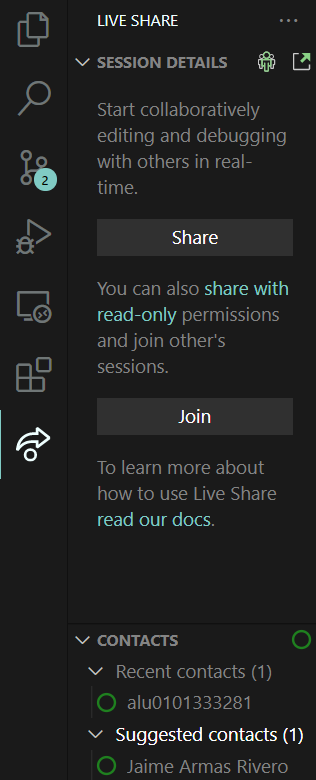 LIVE SHARE
SESSION DETAILS
Start collaboratively
editing and debugging
with others in real-
time.
2
Share
You can also share with
read-only permissions
and join other's
sessions.
Join
To learn more about
how to use Live Share
read our docs.
CONTACTS
Recent contacts (1)
alu0101333281
Suggested contacts (1)
Jaime Armas Rivero